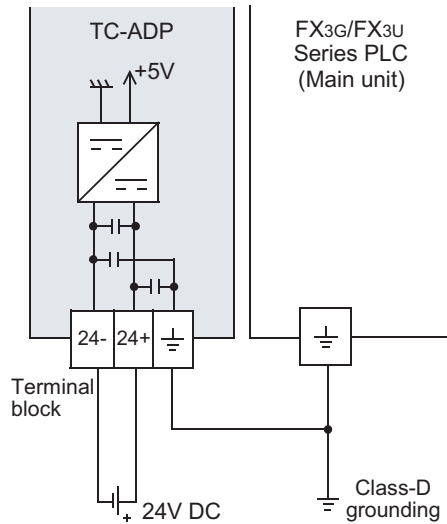 TC-ADP
+5V
FX3G/FX3U
Series PLC
(Main unit)
24-
24+
Terminal
block
+
24V DC
Class-D
grounding